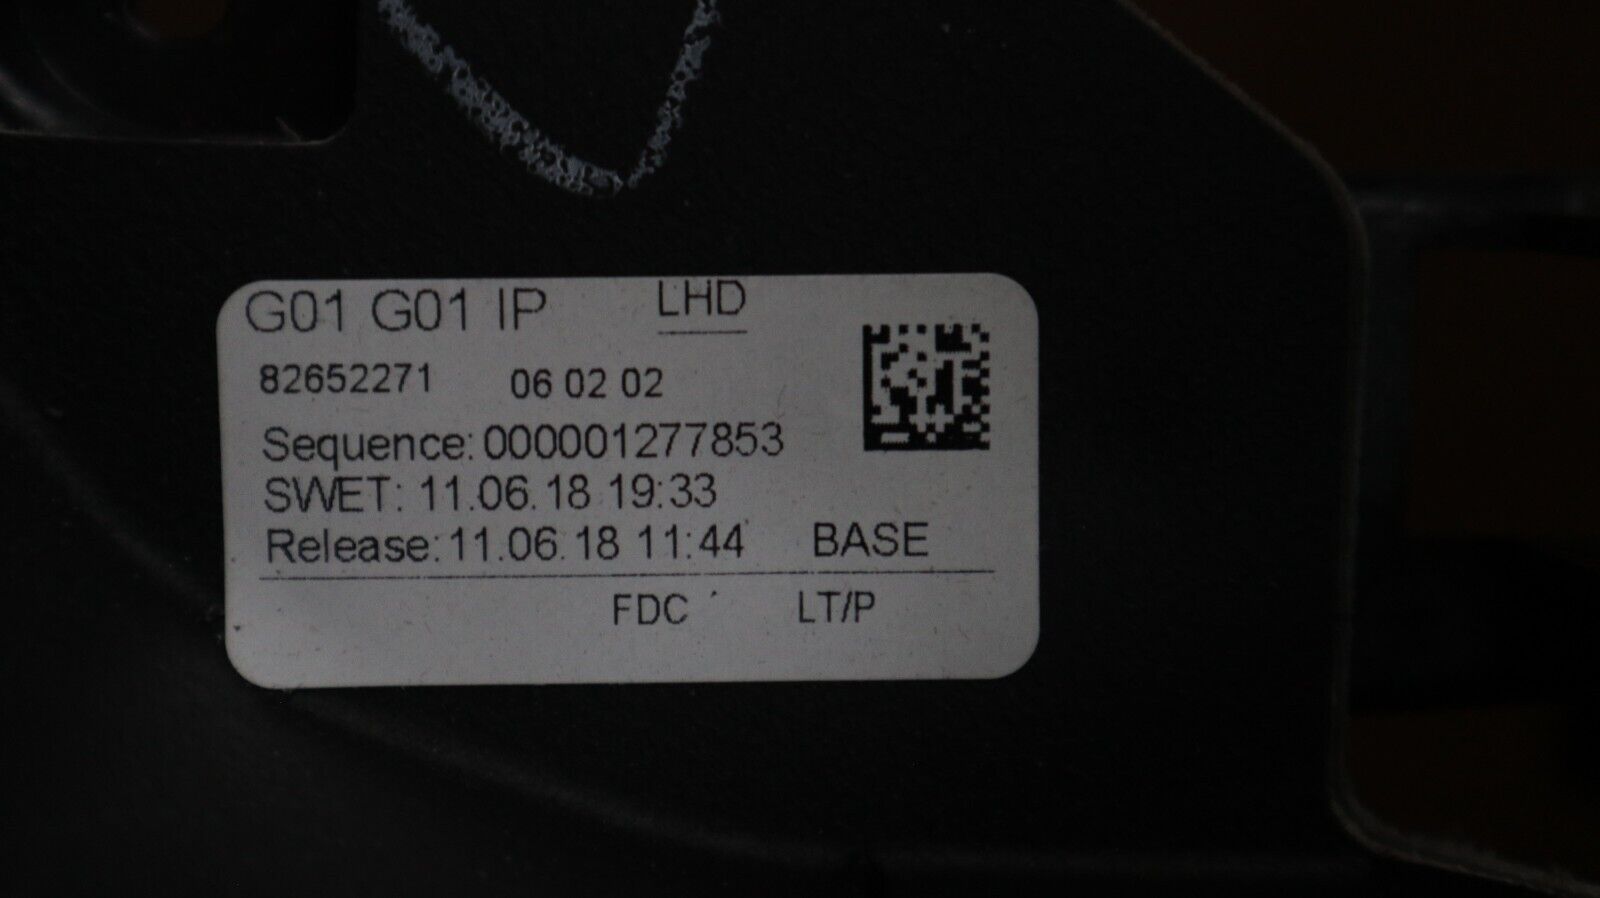 G01 G01 IP LHD
82652271 06 02 02
Sequence: 000001277853
SWET: 11.06.18 19:33
Release: 11.06.18 11:44 BASE
FDC LT/P